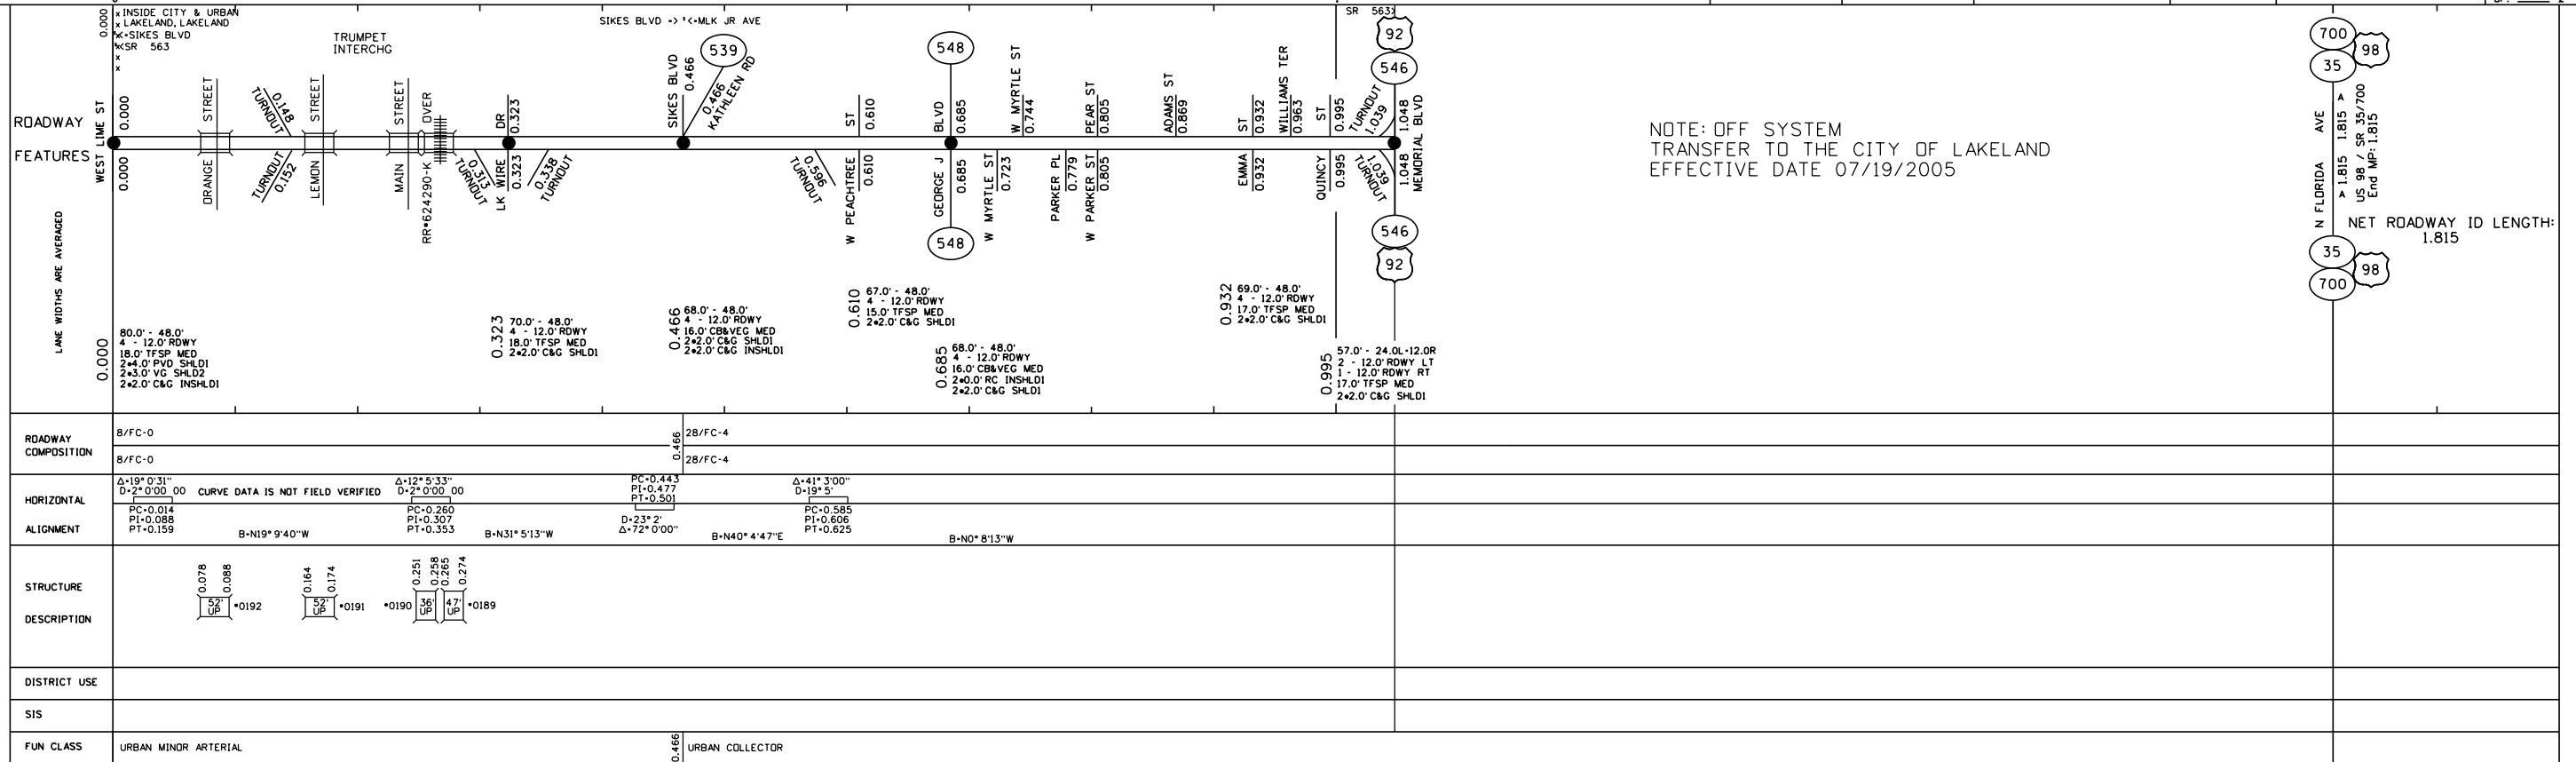 0.000
x INSIDE CITY & URBAN
x LAKELAND, LAKELAND
x<•SIKES BLVD
x<SR 563
x
x
TRUMPET
INTERCHG
SIKES BLVD => <=MLK JR AVE
SR 563
ROADWAY
FEATURES
LANE WIDTHS ARE AVERAGED
WEST LIME ST
0.000
0.000
ORANGE STREET
0.148
TURNOUT
TURNOUT
0.152
LEMON STREET
MAIN STREET
OVER
RR•624290-K
0.313
TURNOUT
LK WIRE DR
0.323
0.323
0.338
TURNOUT
SIKES BLVD
0.466
539
0.466
KATHLEEN RD
0.596
TURNOUT
W PEACHTREE ST
0.610
0.610
548
GEORGE J BLVD
0.685
0.685
548
W MYRTLE ST
0.723
W MYRTLE ST
0.744
PARKER PL
0.779
PEAR ST
0.805
W PARKER ST
0.805
ADAMS ST
0.869
EMMA ST
0.932
0.932
WILLIAMS TER
0.963
QUINCY ST
0.995
0.995
TURNOUT
1.039
1.039
TURNOUT
92
546
1.048
1.048
MEMORIAL BLVD
546
92
NOTE: OFF SYSTEM
TRANSFER TO THE CITY OF LAKELAND
EFFECTIVE DATE 07/19/2005
700
98
35
N FLORIDA AVE
A 1.815 1.815 A
US 98 / SR 35/700
End MP: 1.815
35
98
700
NET ROADWAY ID LENGTH:
1.815
0.000
80.0' - 48.0'
4 - 12.0' RDWY
18.0' TFSP MED
2•4.0' PVD SHLD1
2•3.0' VG SHLD2
2•2.0' C&G INSHLD1
0.323
70.0' - 48.0'
4 - 12.0' RDWY
18.0' TFSP MED
2•2.0' C&G SHLD1
0.466
68.0' - 48.0'
4 - 12.0' RDWY
16.0' CB&VEG MED
2•2.0' C&G SHLD1
2•2.0' C&G INSHLD1
0.610
67.0' - 48.0'
4 - 12.0' RDWY
15.0' TFSP MED
2•2.0' C&G SHLD1
0.685
68.0' - 48.0'
4 - 12.0' RDWY
16.0' CB&VEG MED
2•0.0' RC INSHLD1
2•2.0' C&G SHLD1
0.932
69.0' - 48.0'
4 - 12.0' RDWY
17.0' TFSP MED
2•2.0' C&G SHLD1
0.995
57.0' - 24.0L•12.0R
2 - 12.0' RDWY LT
1 - 12.0' RDWY RT
17.0' TFSP MED
2•2.0' C&G SHLD1
ROADWAY
COMPOSITION
8/FC-0
8/FC-0
0.466
28/FC-4
28/FC-4
HORIZONTAL
ALIGNMENT
Δ=19° 0'31"
D=2° 0'00 00
CURVE DATA IS NOT FIELD VERIFIED
PC=0.014
PI=0.088
PT=0.159
B=N19° 9'40"W
Δ=12° 5'33"
D=2° 0'00 00
PC=0.260
PI=0.307
PT=0.353
B=N31° 5'13"W
PC=0.443
PI=0.477
PT=0.501
D=23° 2'
Δ=72° 0'00"
B=N40° 4'47"E
Δ=41° 3'00"
D=19° 5'
PC=0.585
PI=0.606
PT=0.625
B=N0° 8'13"W
STRUCTURE
DESCRIPTION
0.078
0.088
52'
UP
•0192
0.164
0.174
52'
UP
•0191
0.251
0.258
0.265
0.274
•0190
36'
UP
47'
UP
•0189
DISTRICT USE
SIS
FUN CLASS
URBAN MINOR ARTERIAL
0.466
URBAN COLLECTOR